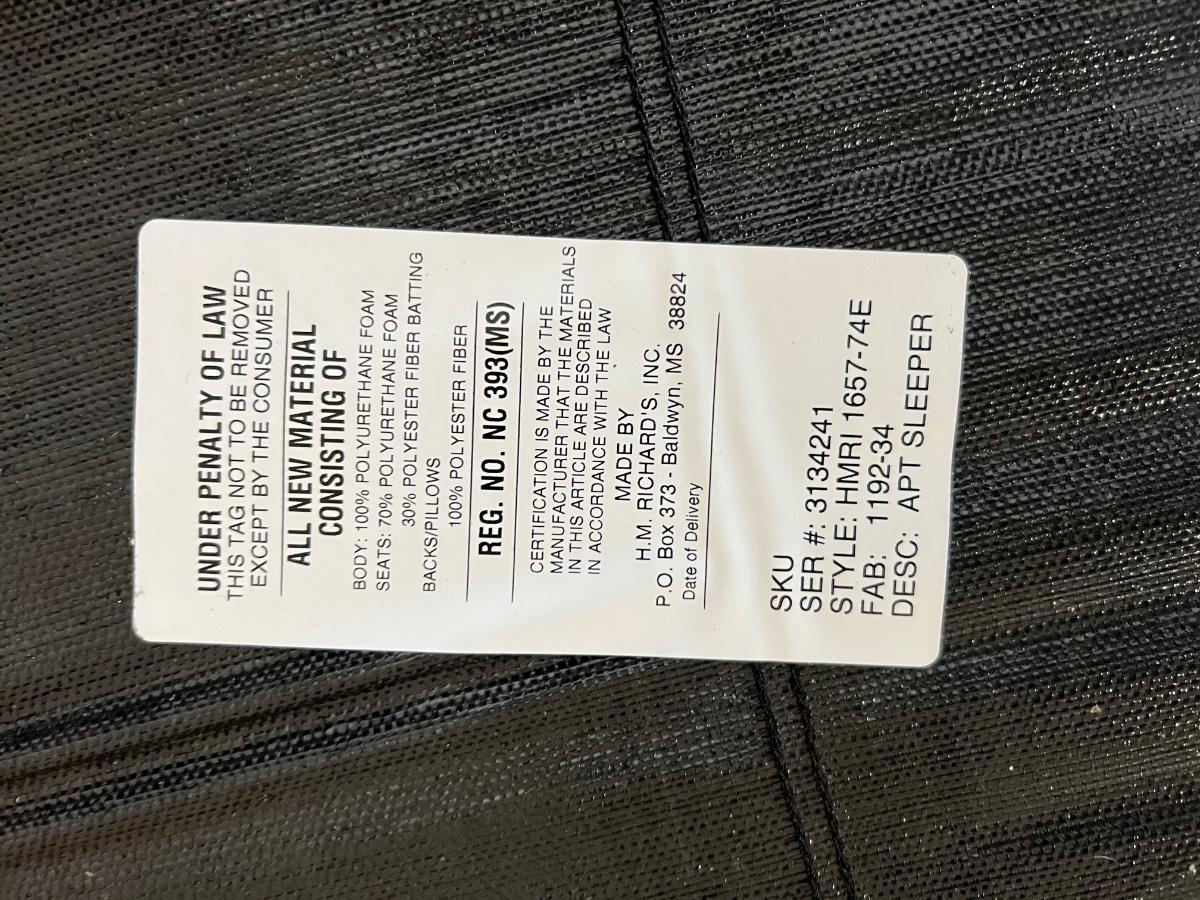 UNDER PENALTY OF LAW
THIS TAG NOT TO BE REMOVED
EXCEPT BY THE CONSUMER
ALL NEW MATERIAL
CONSISTING OF
BODY: 100% POLYURETHANE FOAM
SEATS: 70% POLYURETHANE FOAM
30% POLYESTER FIBER BATTING
BACKS/PILLOWS
100% POLYESTER FIBER
REG. NO. NC 393(MS)
CERTIFICATION IS MADE BY THE
MANUFACTURER THAT THE MATERIALS
IN THIS ARTICLE ARE DESCRIBED
IN ACCORDANCE WITH THE LAW
MADE BY
H.M. RICHARD'S, INC.
P.O. Box 373 - Baldwyn, MS 38824
Date of Delivery
SKU
SER #: 3134241
STYLE: HMRI 1657-74E
FAB: 1192-34
DESC: APT SLEEPER